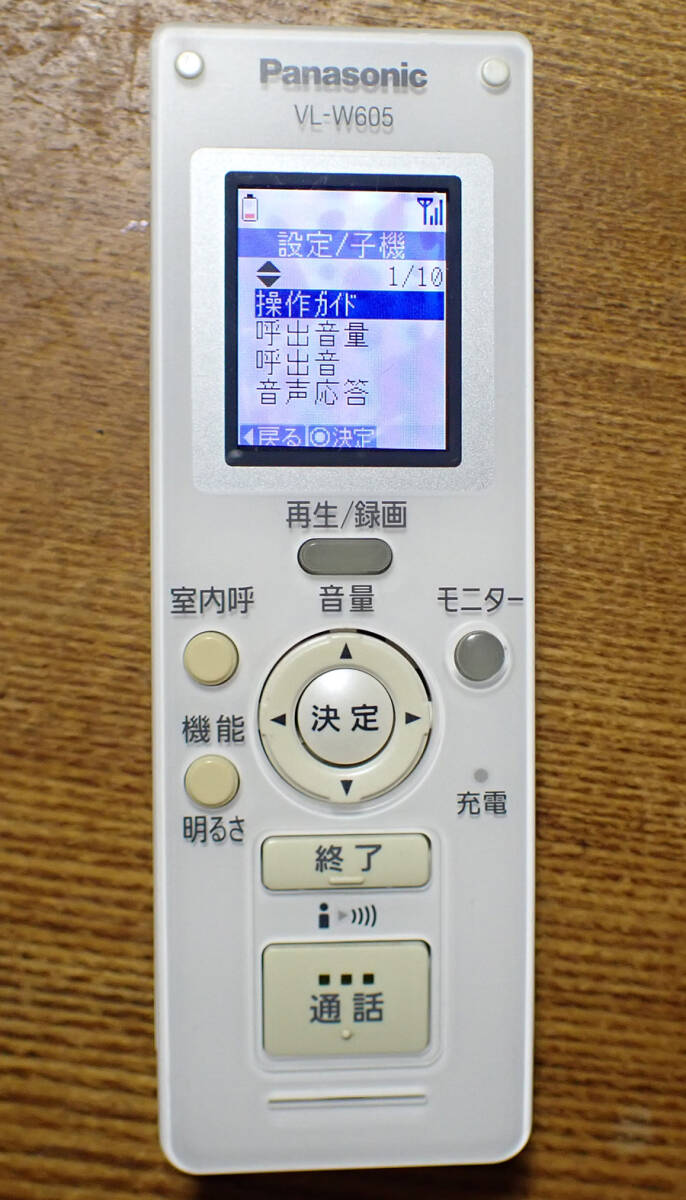 Panasonic
VL-W605
設定/子機
1/10
操作ガイド
呼出音量
呼出音
音声応答
戻る 決定
再生/録画
室内呼
音量
モニター
決定
機能
充電
明るさ
終了
通話